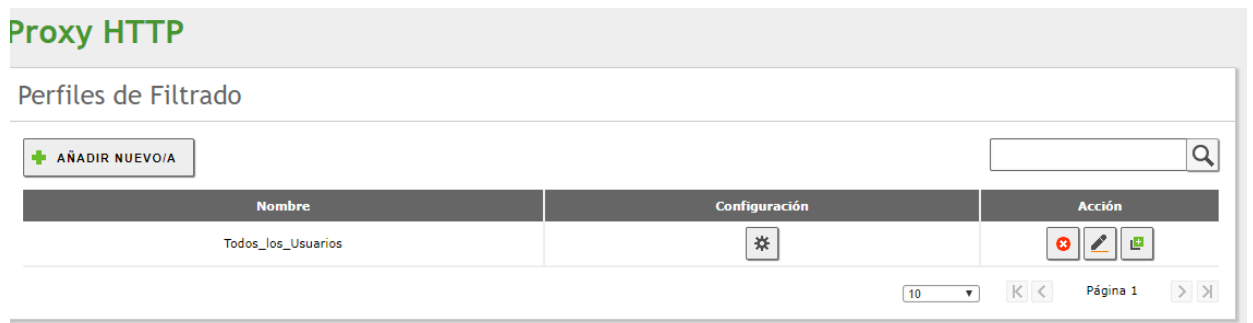 Proxy HTTP
Perfiles de Filtrado
AÑADIR NUEVO/A
Nombre Configuración Acción
Todos_los_Usuarios
10 Página 1